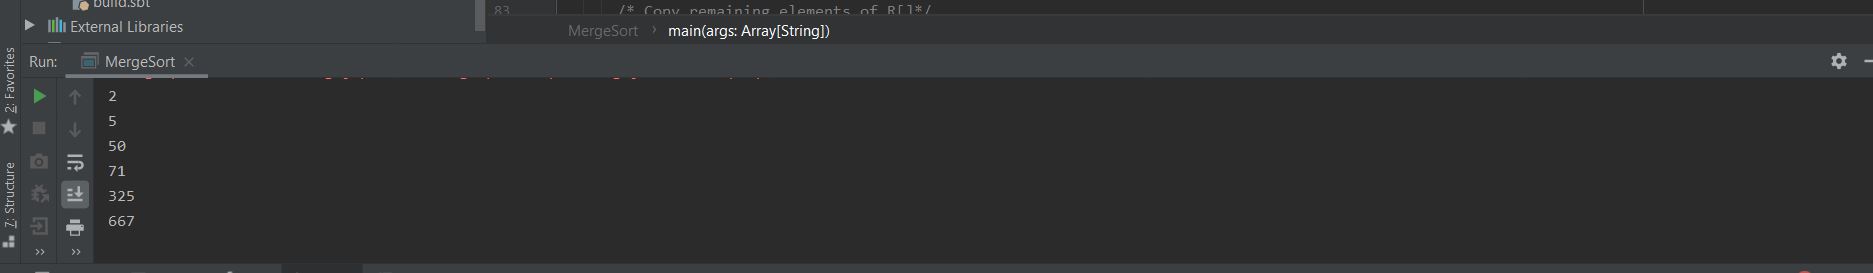 build.sbt
External Libraries
83 /* Copy remaining elements of R[]*/
MergeSort › main(args: Array[String])
Run: MergeSort ×
2
5
50
71
325
667
2: Favorites
7: Structure